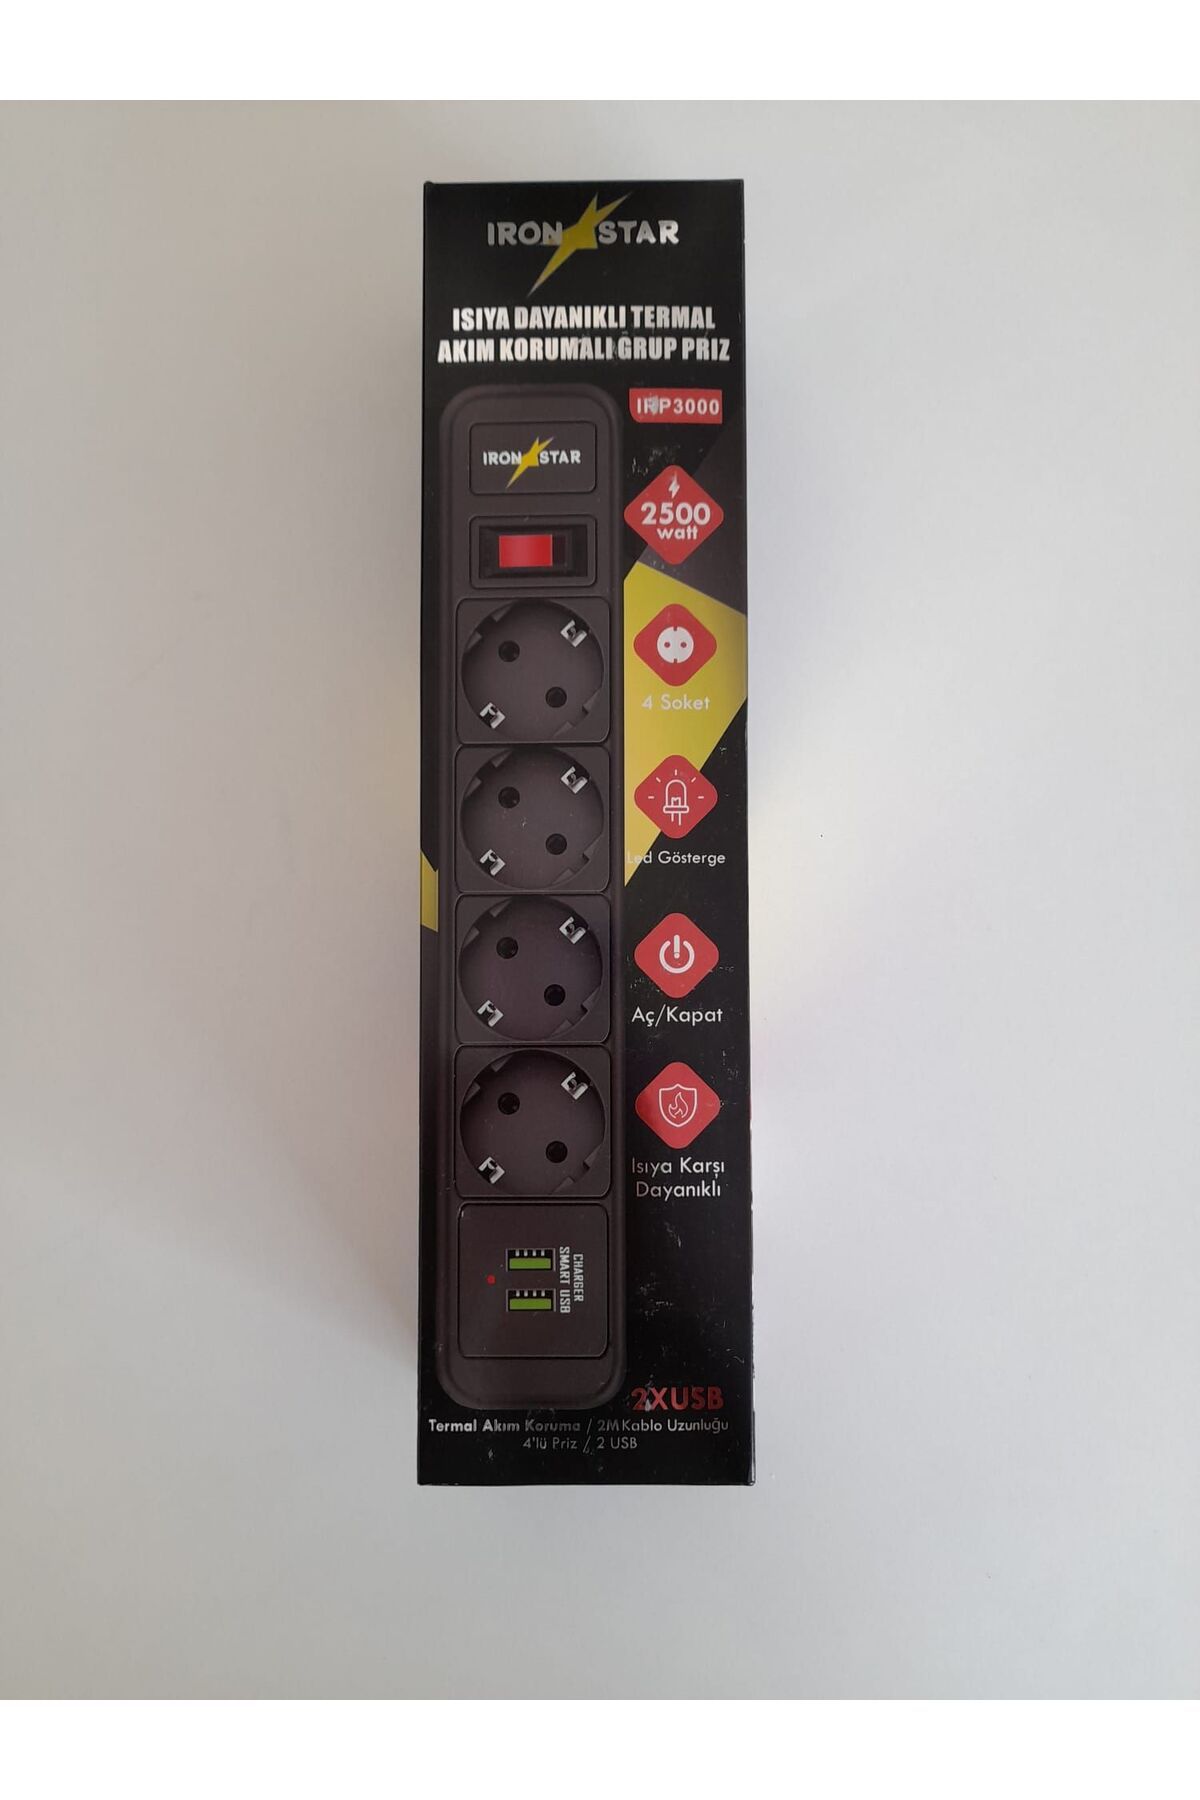 IRON STAR
ISIYA DAYANIKLI TERMAL
AKIM KORUMALI GRUP PRIZ
IRP3000
IRON STAR
2500
watt
4 Soket
Led Gösterge
Aç/Kapat
Isıya Karşı
Dayanıklı
CHARGER
SMART USB
2XUSB
Termal Akım Koruma / 2M Kablo Uzunluğu
4'lü Priz / 2 USB